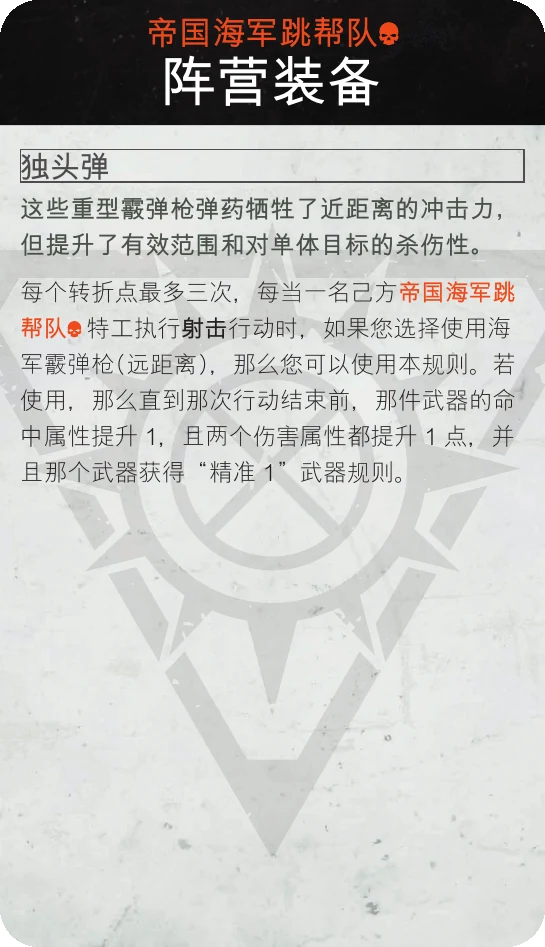 帝国海军跳帮队
阵营装备
独头弹
这些重型霰弹枪弹药牺牲了近距离的冲击力，
但提升了有效范围和对单体目标的杀伤性。
每个转折点最多三次，每当一名己方帝国海军跳
帮队 特工执行射击行动时，如果您选择使用海
军霰弹枪(远距离)，那么您可以使用本规则。若
使用，那么直到那次行动结束前，那件武器的命
中属性提升 1，且两个伤害属性都提升 1 点，并
且那个武器获得“精准 1”武器规则。